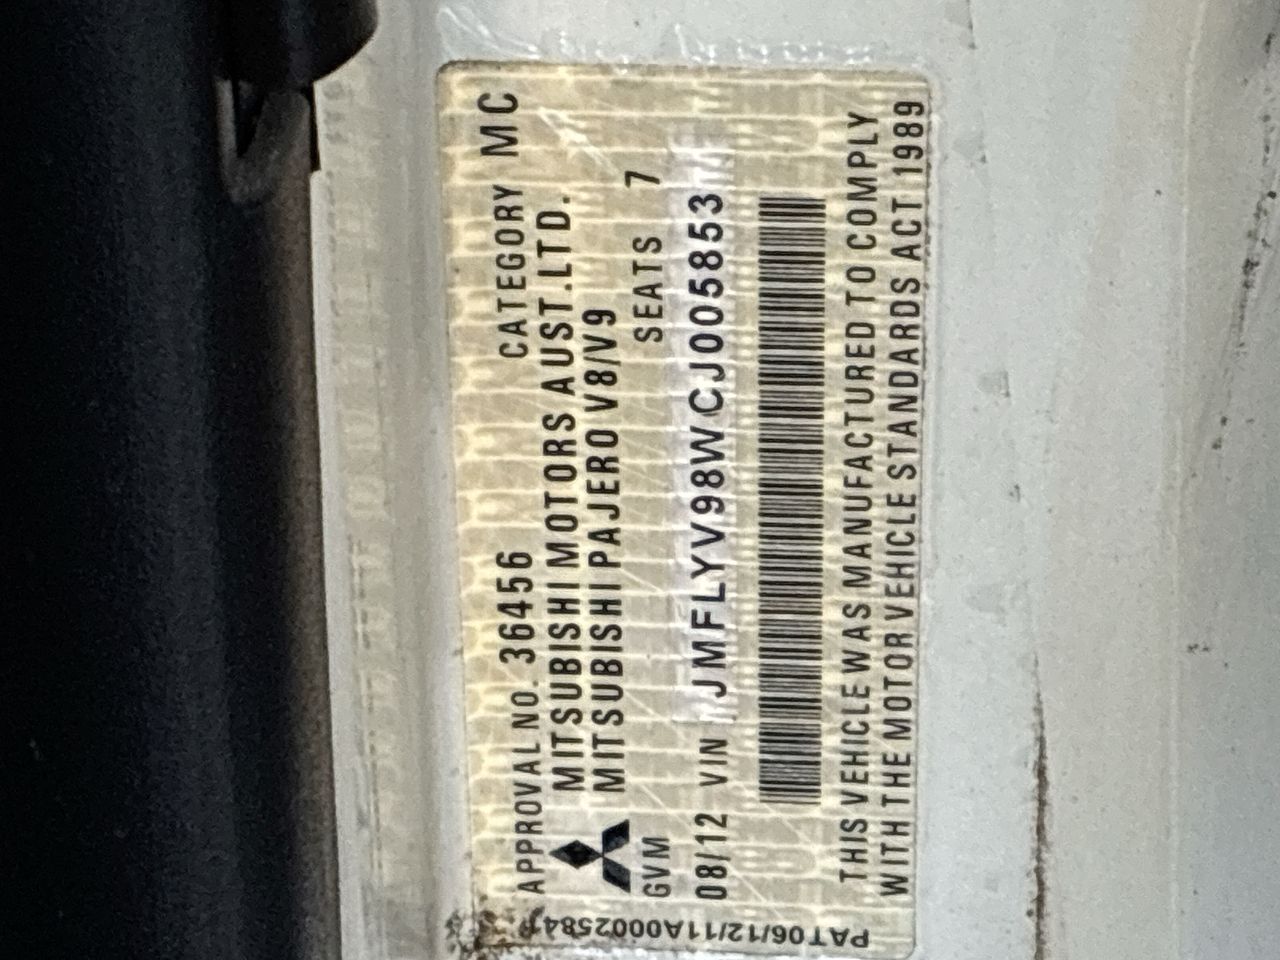 APPROVAL NO. 36456 CATEGORY MC
MITSUBISHI MOTORS AUST. LTD.
MITSUBISHI PAJERO V8/V9
GVM SEATS 7
08/12 VIN JMFLYV98WCJ005853
THIS VEHICLE WAS MANUFACTURED TO COMPLY
WITH THE MOTOR VEHICLE STANDARDS ACT 1989
PAT06/12/11A0002584